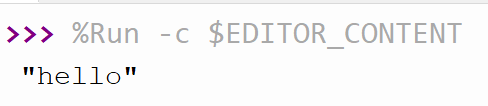 >>> %Run -c $EDITOR_CONTENT
"hello"